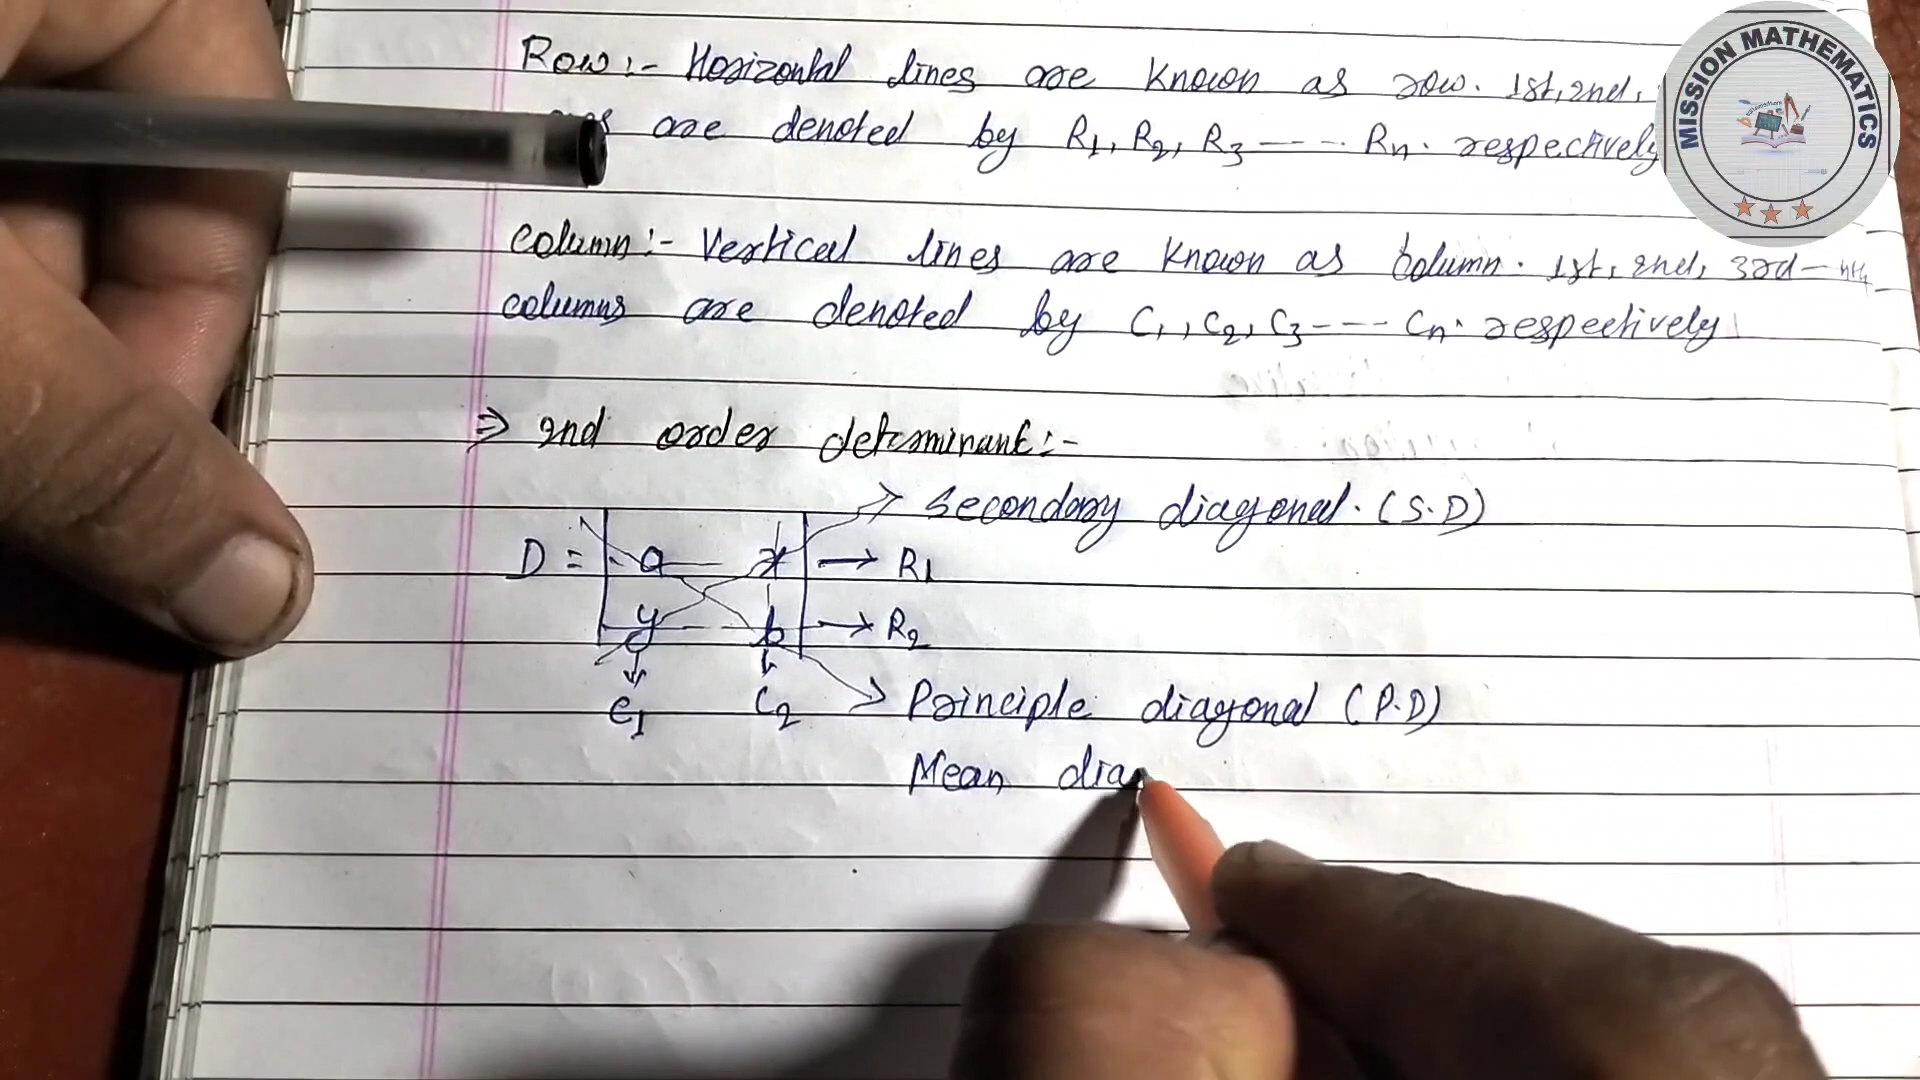 Row :- Horizontal lines are known as row. 1st, 2nd,
are denoted by R1, R2, R3 ---- Rn. respectively
Column :- Vertical lines are known as column. 1st, 2nd, 3rd - nth
columns are denoted by C1, C2, C3 ---- Cn. respectively
⇒ 2nd order determinant :-
Secondary diagonal. (S.D)
D = | a x | → R1
| y b | → R2
C1 C2
Principle diagonal (P.D)
Mean diag
MISSION MATHEMATICS